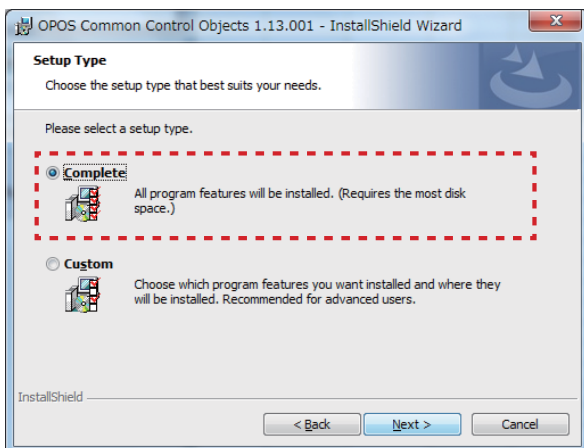 OPOS Common Control Objects 1.13.001 - InstallShield Wizard
Setup Type
Choose the setup type that best suits your needs.
Please select a setup type.
Complete
All program features will be installed. (Requires the most disk
space.)
Custom
Choose which program features you want installed and where they
will be installed. Recommended for advanced users.
InstallShield
< Back
Next >
Cancel